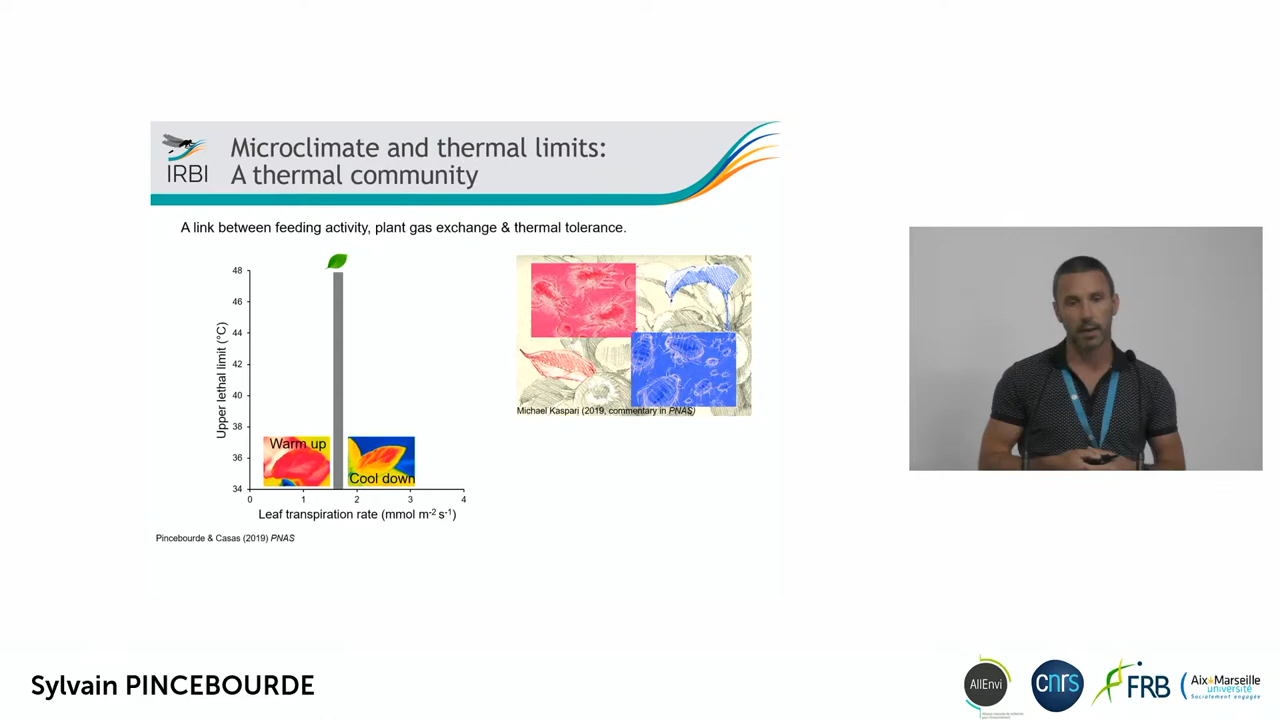 IRBI
Microclimate and thermal limits:
A thermal community
A link between feeding activity, plant gas exchange & thermal tolerance.
48
46
44
42
40
38
36
34
Upper lethal limit (°C)
Warm up
Cool down
0 1 2 3 4
Leaf transpiration rate (mmol m-2 s-1)
Pincebourde & Casas (2019) PNAS
Michael Kaspari (2019, commentary in PNAS)
Sylvain PINCEBOURDE
AllEnvi
cnrs
FRB
Aix Marseille
université
Socialement engagée